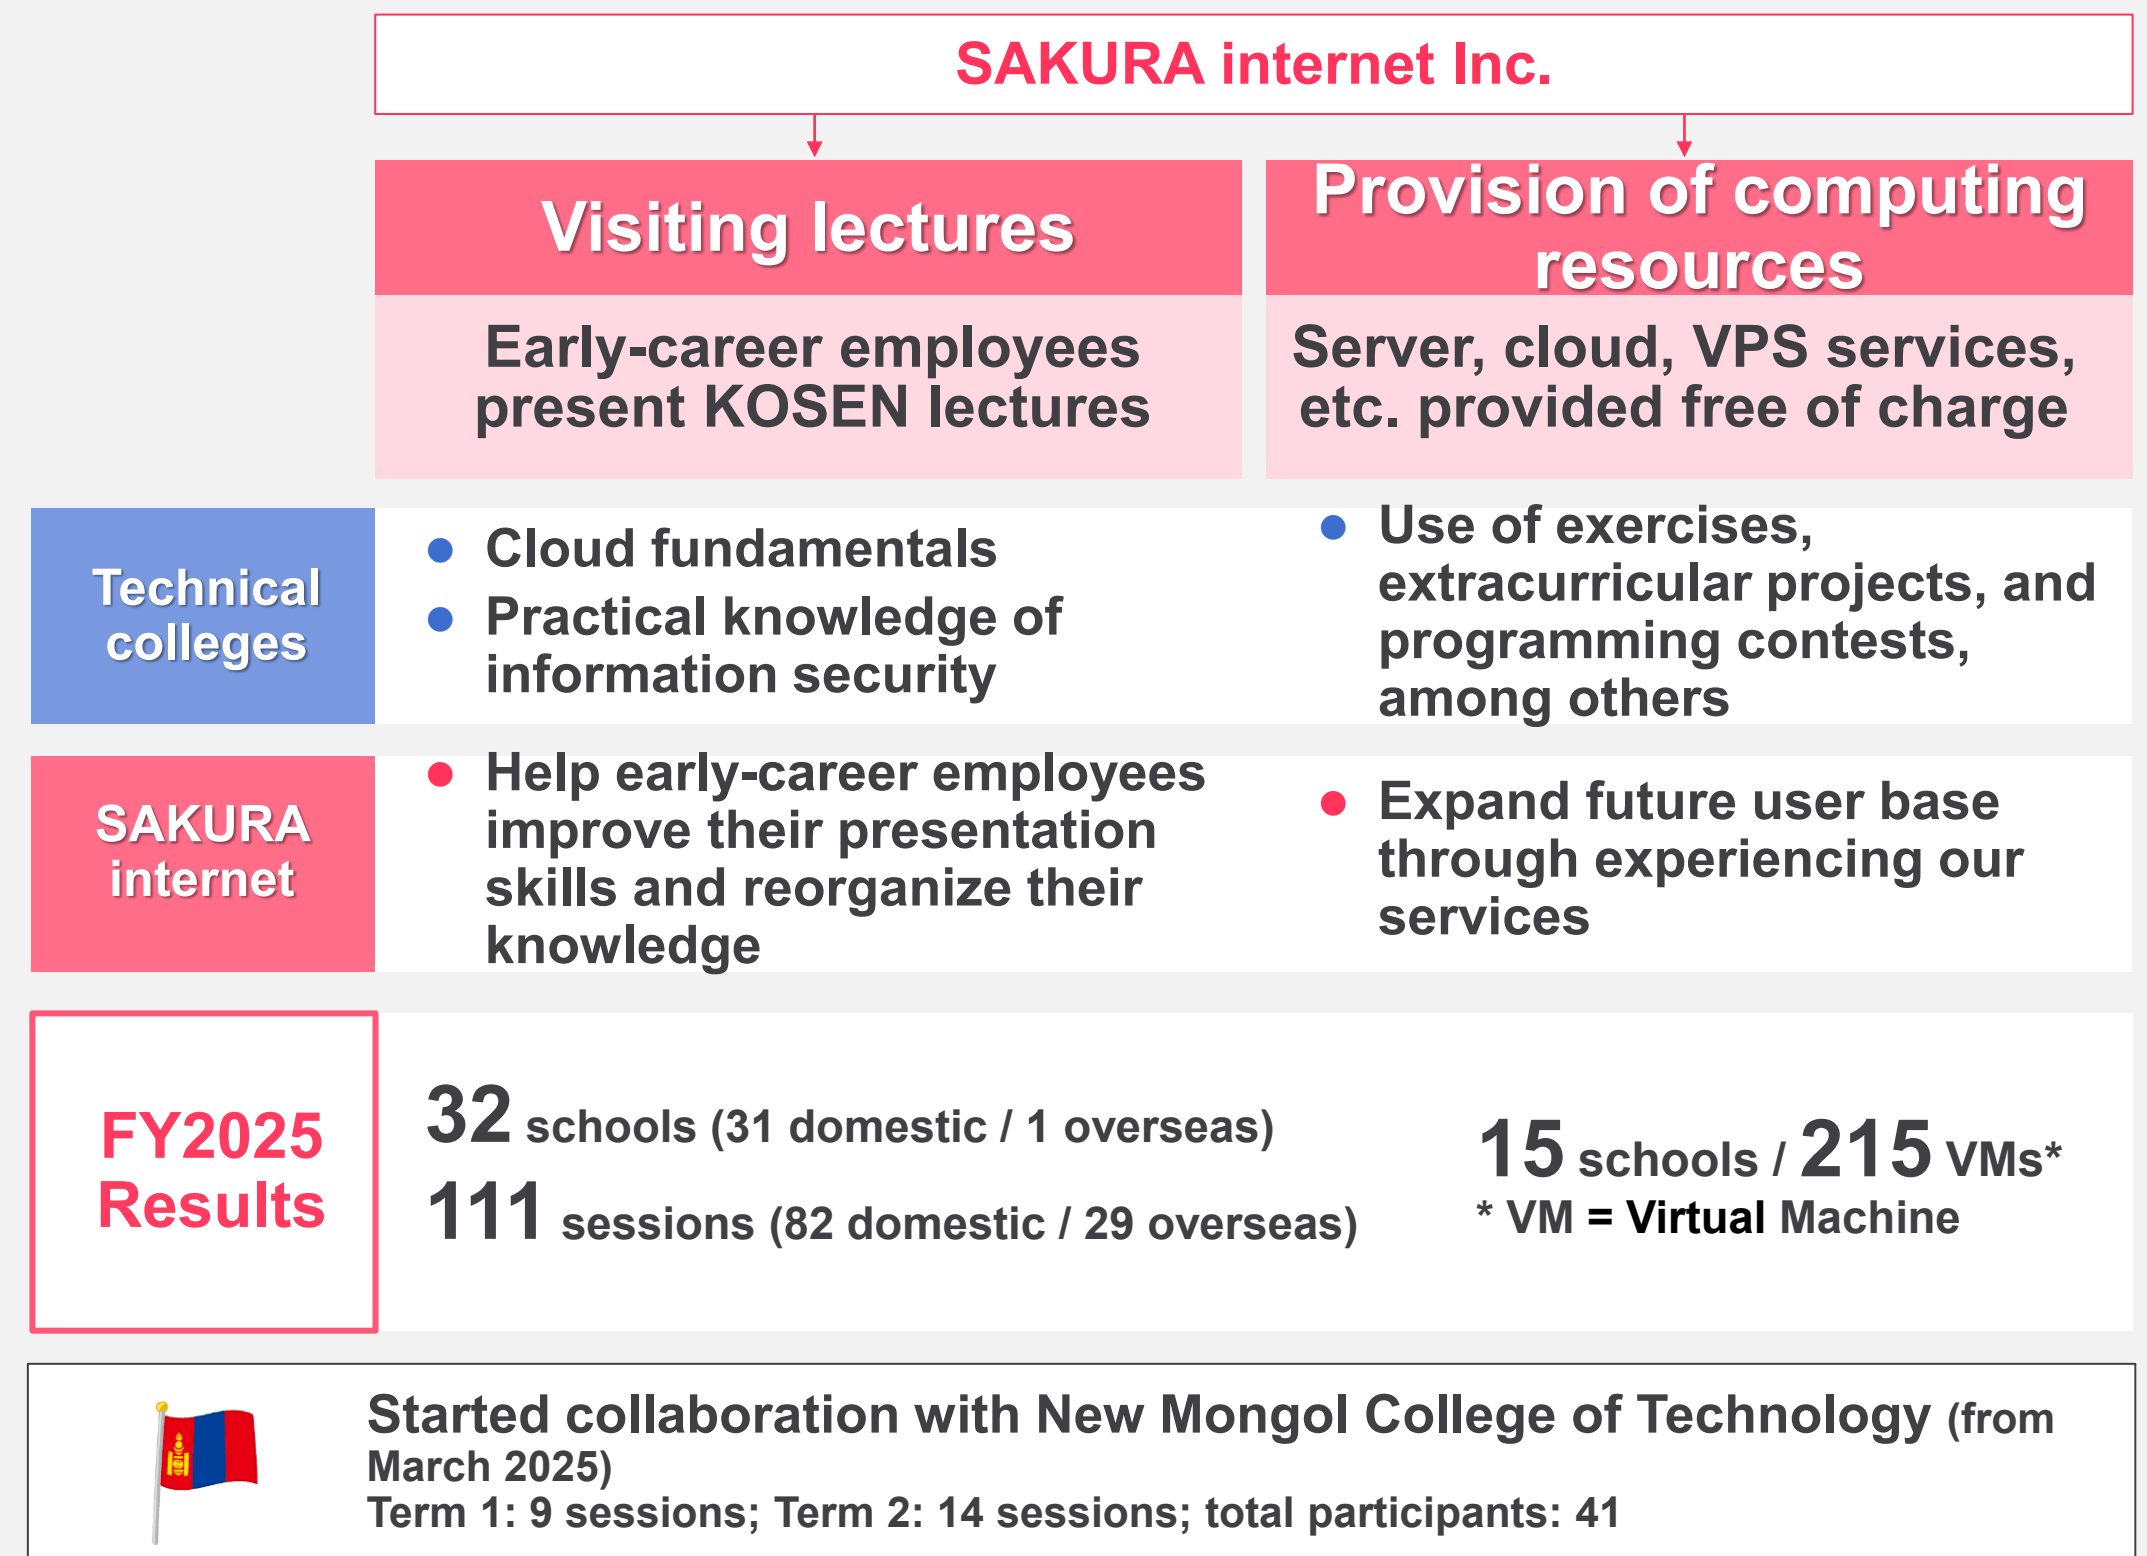 SAKURA internet Inc.
Visiting lectures
Early-career employees
present KOSEN lectures
Provision of computing
resources
Server, cloud, VPS services,
etc. provided free of charge
Technical
colleges
● Cloud fundamentals
● Practical knowledge of
information security
● Use of exercises,
extracurricular projects, and
programming contests,
among others
SAKURA
internet
● Help early-career employees
improve their presentation
skills and reorganize their
knowledge
● Expand future user base
through experiencing our
services
FY2025
Results
32 schools (31 domestic / 1 overseas)
111 sessions (82 domestic / 29 overseas)
15 schools / 215 VMs*
* VM = Virtual Machine
Started collaboration with New Mongol College of Technology (from
March 2025)
Term 1: 9 sessions; Term 2: 14 sessions; total participants: 41